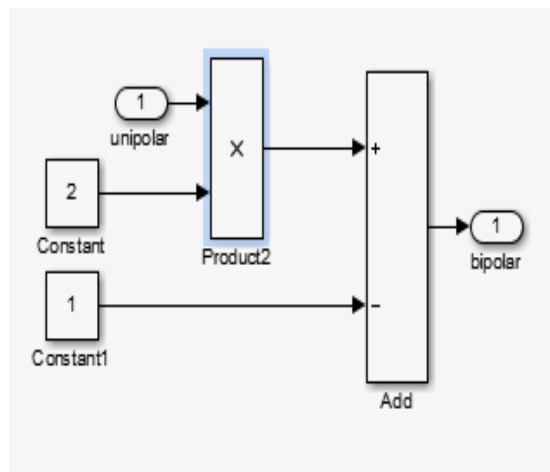 1
unipolar
X
+
2
Constant
Product2
1
bipolar
1
−
Constant1
Add